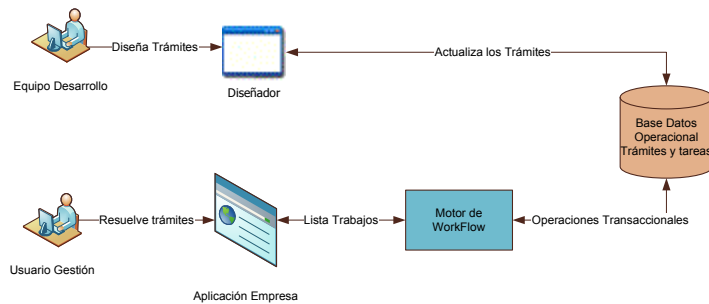 Diseña Trámites
Actualiza los Trámites
Equipo Desarrollo
Diseñador
Base Datos
Operacional
Trámites y tareas
Resuelve trámites
Lista Trabajos
Motor de
WorkFlow
Operaciones Transaccionales
Usuario Gestión
Aplicación Empresa